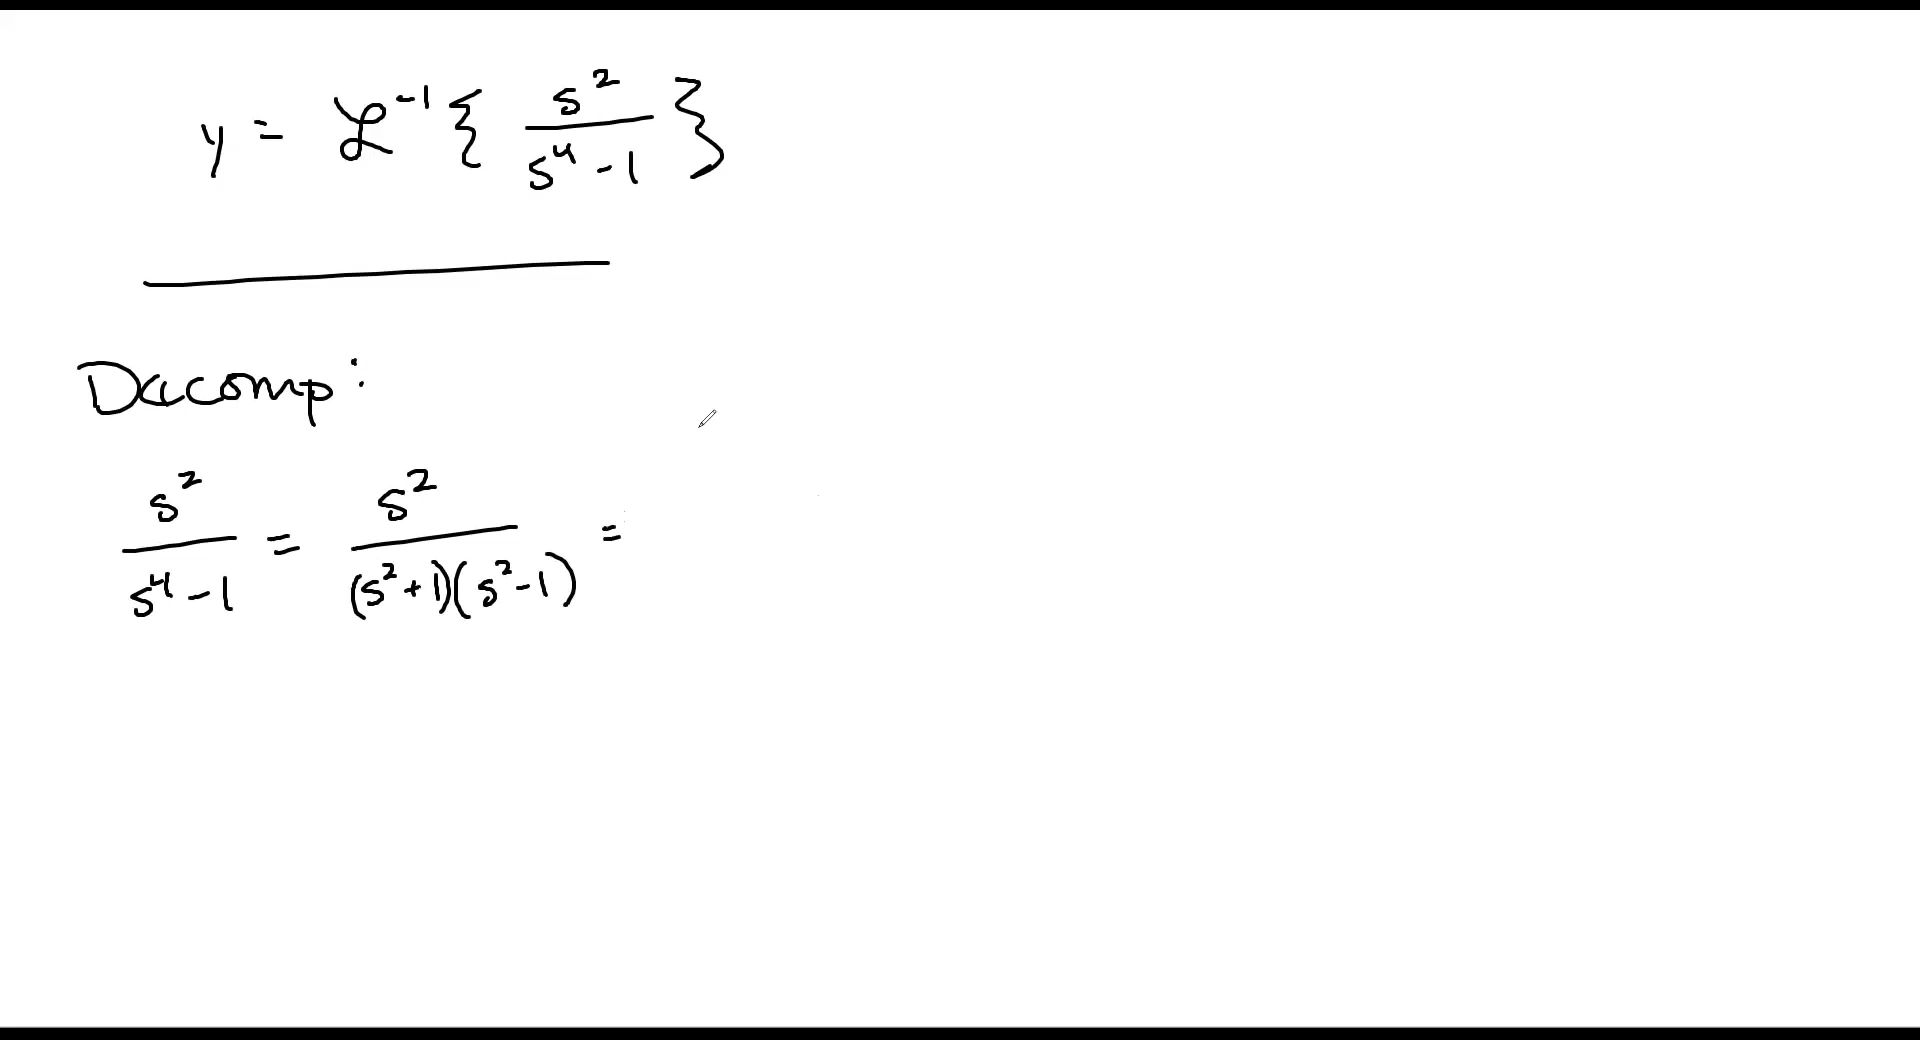 y = ℒ⁻¹{ s² / (s⁴ - 1) }
Decomp:
s² / (s⁴ - 1) = s² / ((s² + 1)(s² - 1)) =